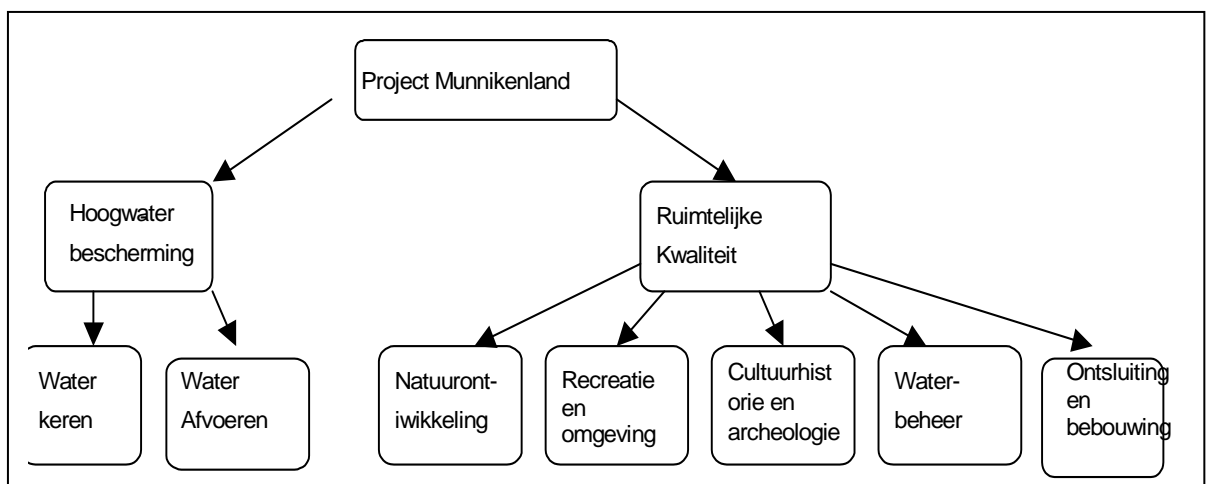 Project Munnikenland
Hoogwater
bescherming
Ruimtelijke
Kwaliteit
Water
keren
Water
Afvoeren
Natuuront-
iwikkeling
Recreatie
en
omgeving
Cultuurhist
orie en
archeologie
Water-
beheer
Ontsluiting
en
bebouwing